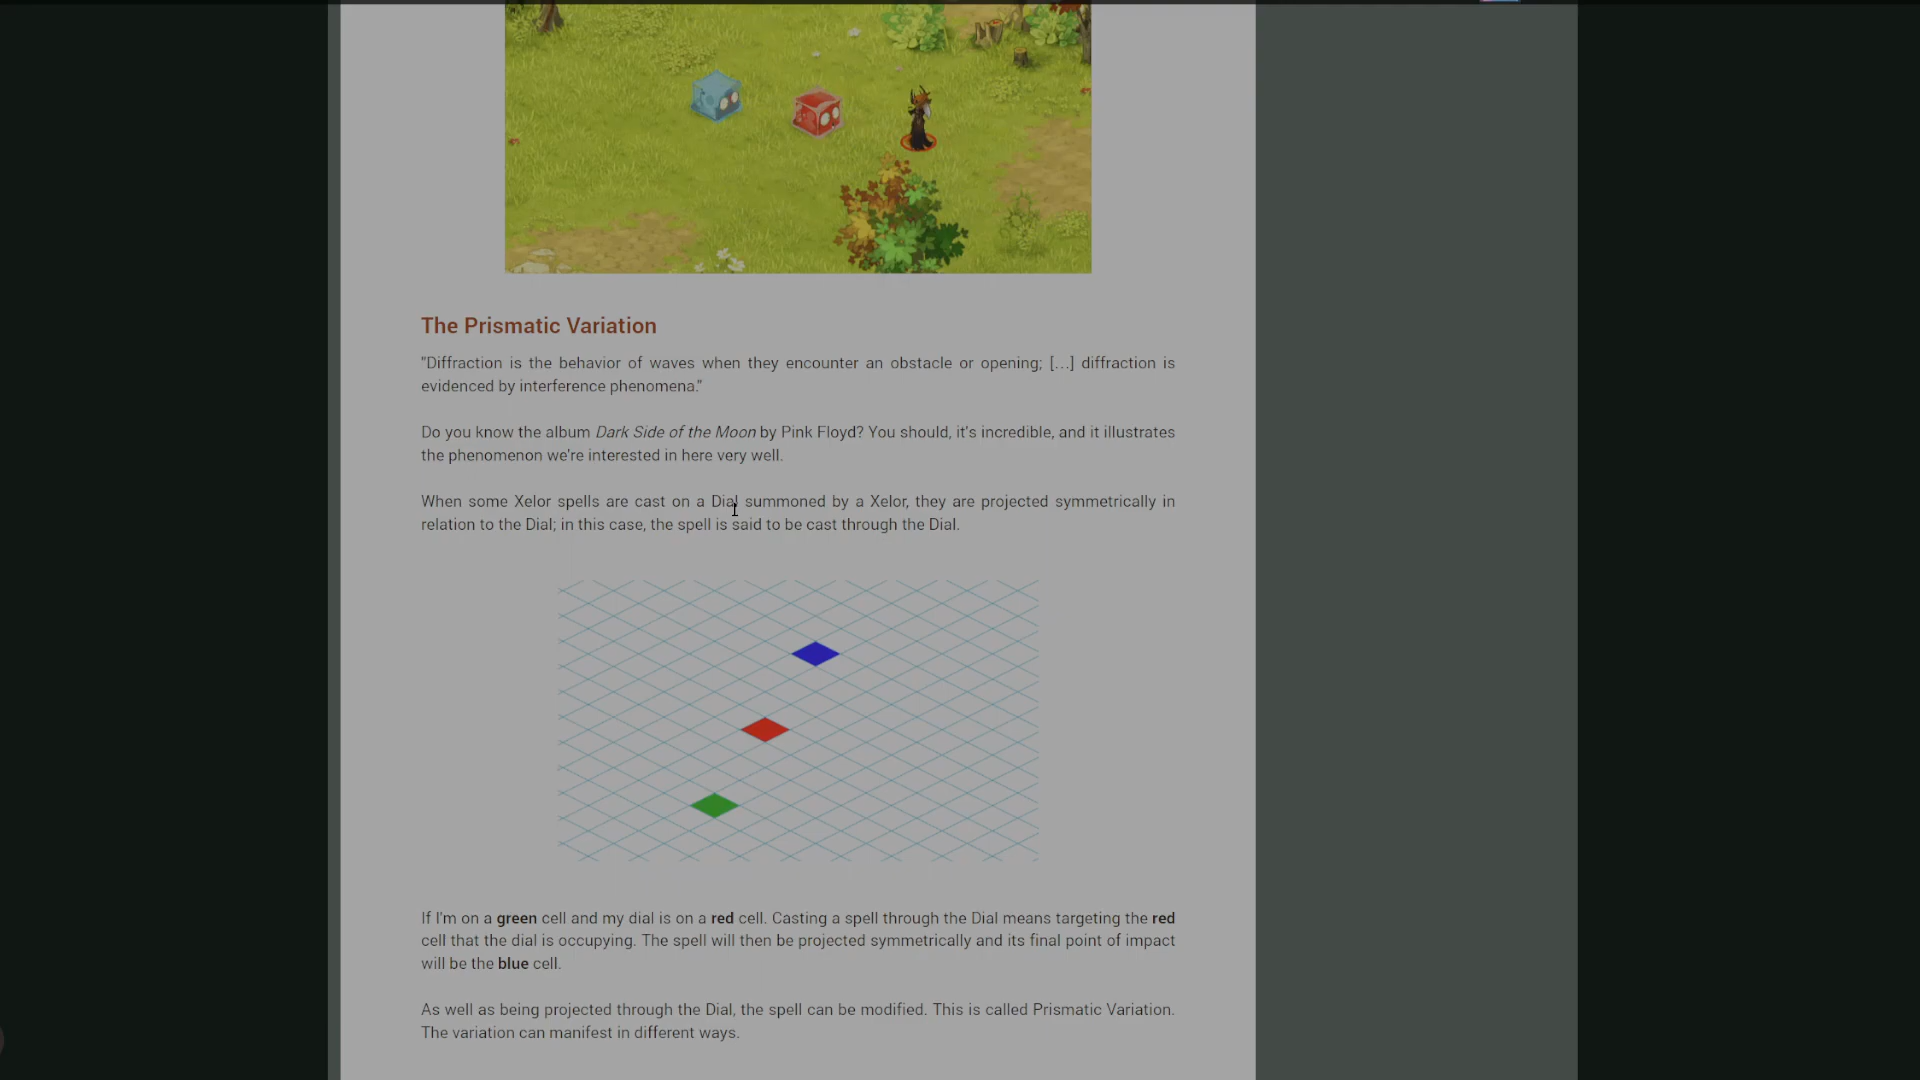 The Prismatic Variation
"Diffraction is the behavior of waves when they encounter an obstacle or opening; [...] diffraction is
evidenced by interference phenomena."
Do you know the album Dark Side of the Moon by Pink Floyd? You should, it's incredible, and it illustrates
the phenomenon we're interested in here very well.
When some Xelor spells are cast on a Dial summoned by a Xelor, they are projected symmetrically in
relation to the Dial; in this case, the spell is said to be cast through the Dial.
If I'm on a green cell and my dial is on a red cell. Casting a spell through the Dial means targeting the red
cell that the dial is occupying. The spell will then be projected symmetrically and its final point of impact
will be the blue cell.
As well as being projected through the Dial, the spell can be modified. This is called Prismatic Variation.
The variation can manifest in different ways.